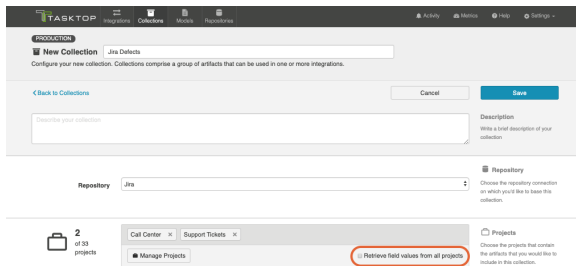 TASKTOP
Integrations Collections Models Repositories
Activity Metrics Help Settings
PRODUCTION
New Collection Jira Defects
Configure your new collection. Collections comprise a group of artifacts that can be used in one or more integrations.
Back to Collections
Cancel Save
Describe your collection
Description
Write a brief description of your
collection
Repository Jira
Repository
Choose the repository connection
on which you'd like to base this
collection.
2
of 33
projects
Call Center × Support Tickets ×
Manage Projects
Retrieve field values from all projects
Projects
Choose the projects that contain
the artifacts that you would like to
include in this collection.